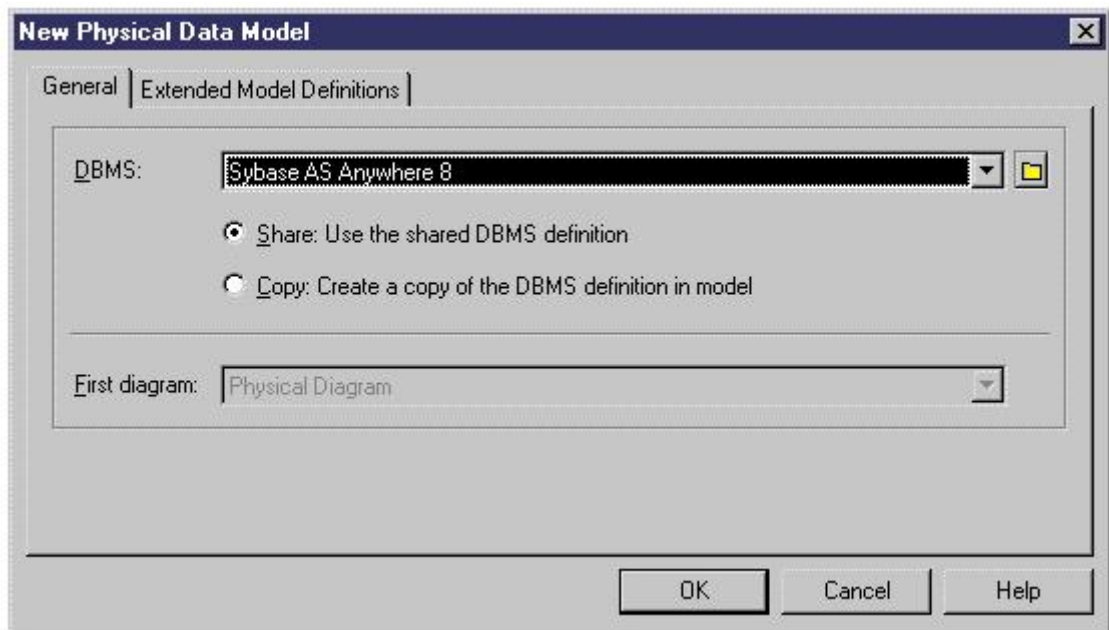 New Physical Data Model
General Extended Model Definitions
DBMS: Sybase AS Anywhere 8
Share: Use the shared DBMS definition
Copy: Create a copy of the DBMS definition in model
First diagram: Physical Diagram
OK Cancel Help